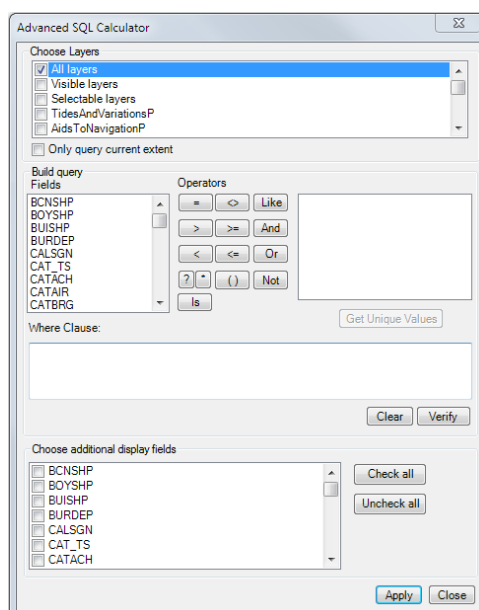 Advanced SQL Calculator
Choose Layers
All layers
Visible layers
Selectable layers
TidesAndVariationsP
AidsToNavigationP
Only query current extent
Build query
Fields
Operators
BCNSHP
BOYSHP
BUISHP
BURDEP
CALSGN
CAT_TS
CATACH
CATAIR
CATBRG
= <> Like
> >= And
< <= Or
? * ( ) Not
Is
Get Unique Values
Where Clause:
Clear Verify
Choose additional display fields
BCNSHP
BOYSHP
BUISHP
BURDEP
CALSGN
CAT_TS
CATACH
Check all
Uncheck all
Apply Close